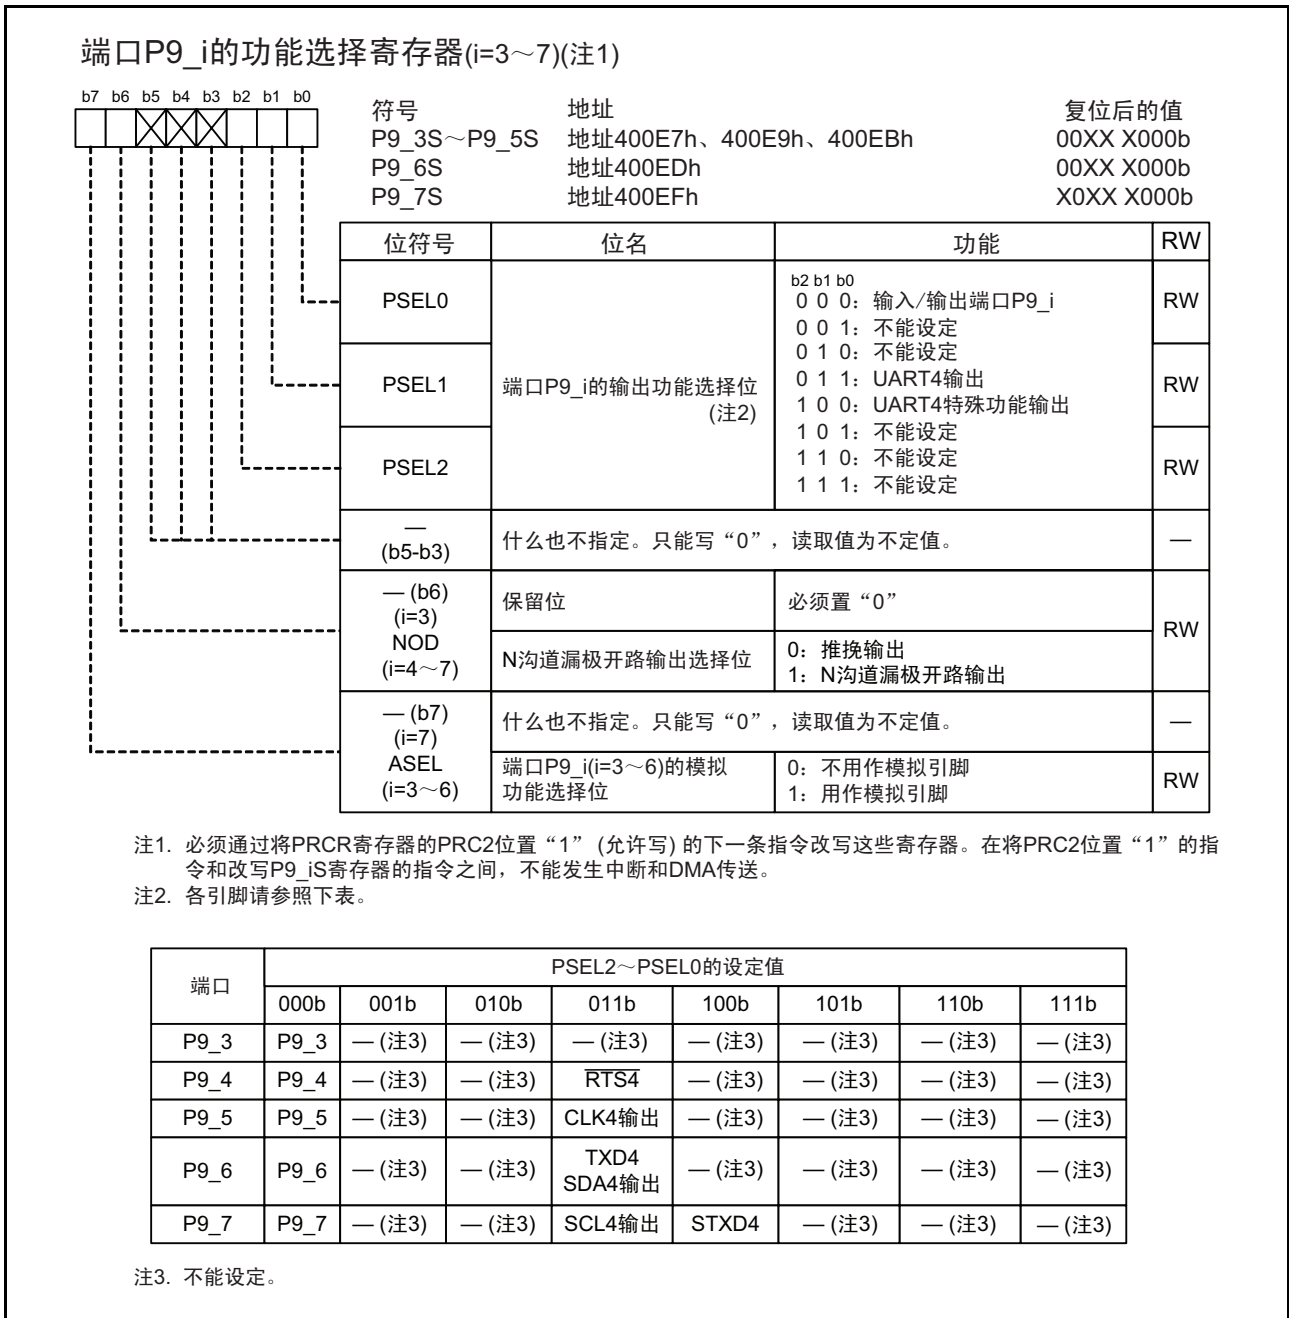 端口P9_i的功能选择寄存器(i=3～7)(注1)
b7 b6 b5 b4 b3 b2 b1 b0
符号 地址 复位后的值
P9_3S～P9_5S 地址400E7h、400E9h、400EBh 00XX X000b
P9_6S 地址400EDh 00XX X000b
P9_7S 地址400EFh X0XX X000b
位符号 位名 功能 RW
PSEL0 RW
PSEL1 RW
PSEL2 RW
端口P9_i的输出功能选择位
(注2)
b2 b1 b0
0 0 0：输入/输出端口P9_i
0 0 1：不能设定
0 1 0：不能设定
0 1 1：UART4输出
1 0 0：UART4特殊功能输出
1 0 1：不能设定
1 1 0：不能设定
1 1 1：不能设定
—
(b5-b3)
什么也不指定。只能写“0”，读取值为不定值。 —
— (b6)
(i=3)
保留位 必须置“0”
NOD
(i=4～7)
N沟道漏极开路输出选择位
0：推挽输出
1：N沟道漏极开路输出
RW
— (b7)
(i=7)
什么也不指定。只能写“0”，读取值为不定值。 —
ASEL
(i=3～6)
端口P9_i(i=3～6)的模拟
功能选择位
0：不用作模拟引脚
1：用作模拟引脚
RW
注1. 必须通过将PRCR寄存器的PRC2位置“1” (允许写) 的下一条指令改写这些寄存器。在将PRC2位置“1”的指
令和改写P9_iS寄存器的指令之间，不能发生中断和DMA传送。
注2. 各引脚请参照下表。
端口 PSEL2～PSEL0的设定值
000b 001b 010b 011b 100b 101b 110b 111b
P9_3 P9_3 — (注3) — (注3) — (注3) — (注3) — (注3) — (注3) — (注3)
P9_4 P9_4 — (注3) — (注3) R̅T̅S̅4̅ — (注3) — (注3) — (注3) — (注3)
P9_5 P9_5 — (注3) — (注3) CLK4输出 — (注3) — (注3) — (注3) — (注3)
P9_6 P9_6 — (注3) — (注3) TXD4 — (注3) — (注3) — (注3) — (注3)
SDA4输出
P9_7 P9_7 — (注3) — (注3) SCL4输出 STXD4 — (注3) — (注3) — (注3)
注3. 不能设定。